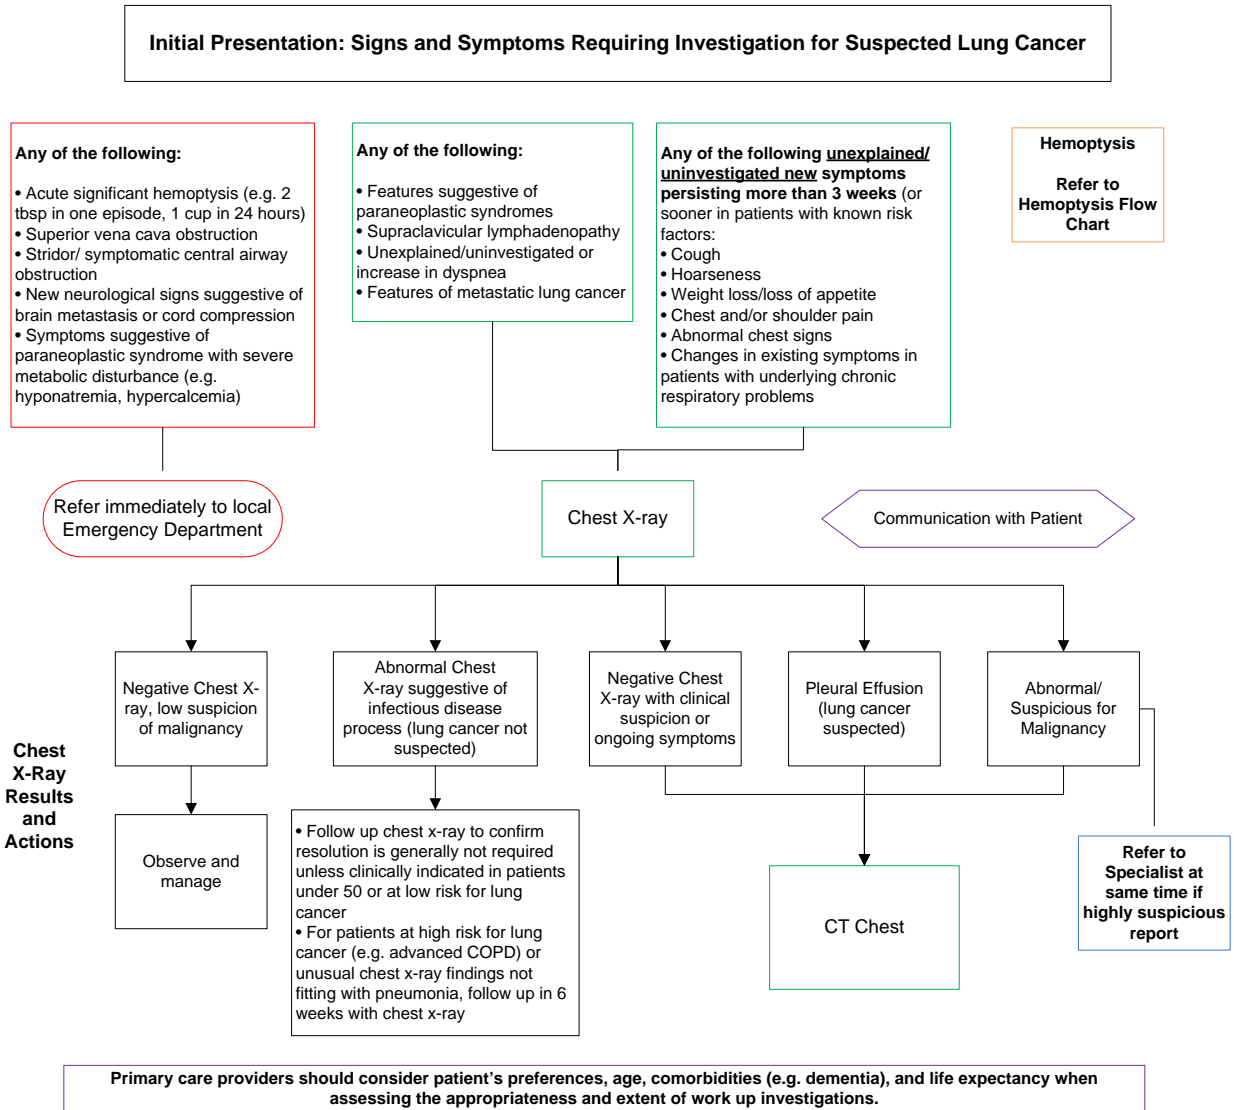 Initial Presentation: Signs and Symptoms Requiring Investigation for Suspected Lung Cancer
Any of the following:
• Acute significant hemoptysis (e.g. 2
tbsp in one episode, 1 cup in 24 hours)
• Superior vena cava obstruction
• Stridor/ symptomatic central airway
obstruction
• New neurological signs suggestive of
brain metastasis or cord compression
• Symptoms suggestive of
paraneoplastic syndrome with severe
metabolic disturbance (e.g.
hyponatremia, hypercalcemia)
Any of the following:
• Features suggestive of
paraneoplastic syndromes
• Supraclavicular lymphadenopathy
• Unexplained/uninvestigated or
increase in dyspnea
• Features of metastatic lung cancer
Any of the following unexplained/
uninvestigated new symptoms
persisting more than 3 weeks (or
sooner in patients with known risk
factors:
• Cough
• Hoarseness
• Weight loss/loss of appetite
• Chest and/or shoulder pain
• Abnormal chest signs
• Changes in existing symptoms in
patients with underlying chronic
respiratory problems
Hemoptysis
Refer to
Hemoptysis Flow
Chart
Refer immediately to local
Emergency Department
Chest X-ray
Communication with Patient
Chest
X-Ray
Results
and
Actions
Negative Chest X-
ray, low suspicion
of malignancy
Abnormal Chest
X-ray suggestive of
infectious disease
process (lung cancer not
suspected)
Negative Chest
X-ray with clinical
suspicion or
ongoing symptoms
Pleural Effusion
(lung cancer
suspected)
Abnormal/
Suspicious for
Malignancy
Observe and
manage
• Follow up chest x-ray to confirm
resolution is generally not required
unless clinically indicated in patients
under 50 or at low risk for lung
cancer
• For patients at high risk for lung
cancer (e.g. advanced COPD) or
unusual chest x-ray findings not
fitting with pneumonia, follow up in 6
weeks with chest x-ray
CT Chest
Refer to
Specialist at
same time if
highly suspicious
report
Primary care providers should consider patient’s preferences, age, comorbidities (e.g. dementia), and life expectancy when
assessing the appropriateness and extent of work up investigations.